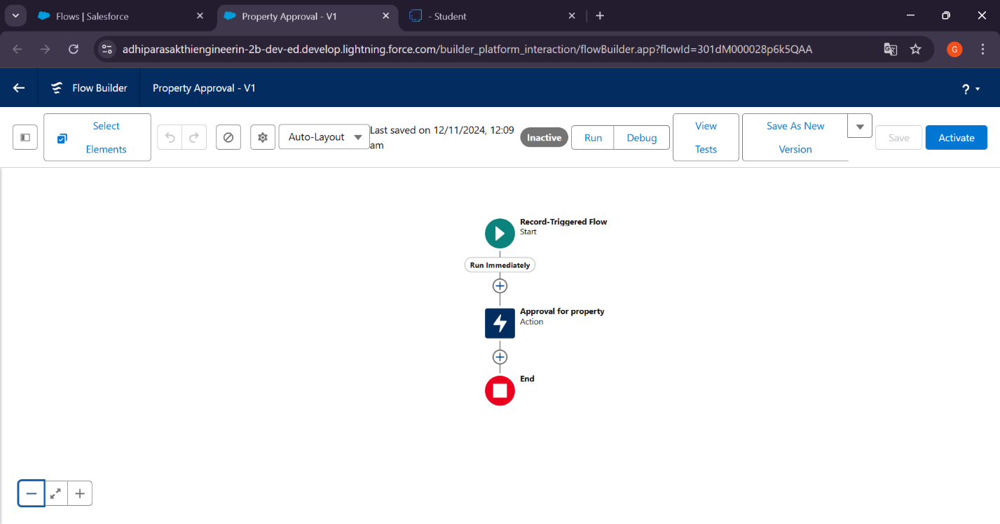 Flows | Salesforce
Property Approval - V1
- Student
adhiparasakthiengineerin-2b-dev-ed.develop.lightning.force.com/builder_platform_interaction/flowBuilder.app?flowId=301dM000028p6k5QAA
G
Flow Builder
Property Approval - V1
?
Select
Elements
Auto-Layout
Last saved on 12/11/2024, 12:09
am
Inactive
Run
Debug
View
Tests
Save As New
Version
Save
Activate
Record-Triggered Flow
Start
Run Immediately
Approval for property
Action
End